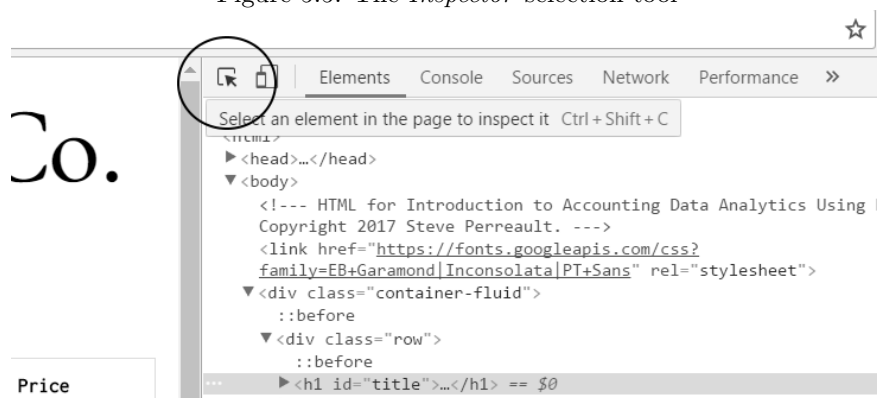 Figure 5.5: The Inspector selection tool
Co.
Elements Console Sources Network Performance »
Select an element in the page to inspect it Ctrl + Shift + C
<html>
▶<head>…</head>
▼<body>
<!--- HTML for Introduction to Accounting Data Analytics Using
Copyright 2017 Steve Perreault. --->
<link href="https://fonts.googleapis.com/css?
family=EB+Garamond|Inconsolata|PT+Sans" rel="stylesheet">
▼<div class="container-fluid">
::before
▼<div class="row">
::before
Price
… ▶<h1 id="title">…</h1> == $0